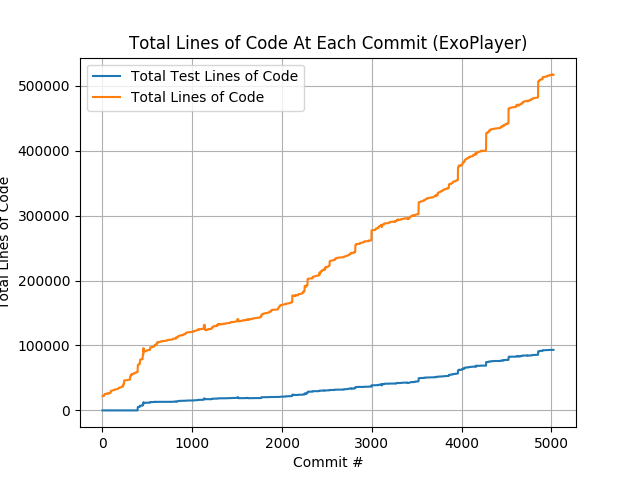 Total Lines of Code At Each Commit (ExoPlayer)
Total Test Lines of Code
Total Lines of Code
500000
400000
300000
200000
100000
0
Total Lines of Code
0 1000 2000 3000 4000 5000
Commit #